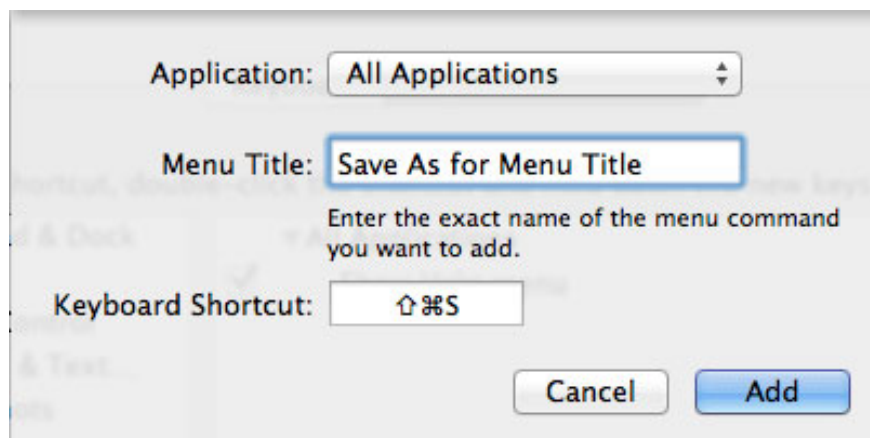 Application: All Applications
Menu Title: Save As for Menu Title
Enter the exact name of the menu command
you want to add.
Keyboard Shortcut: ⇧⌘S
Cancel Add